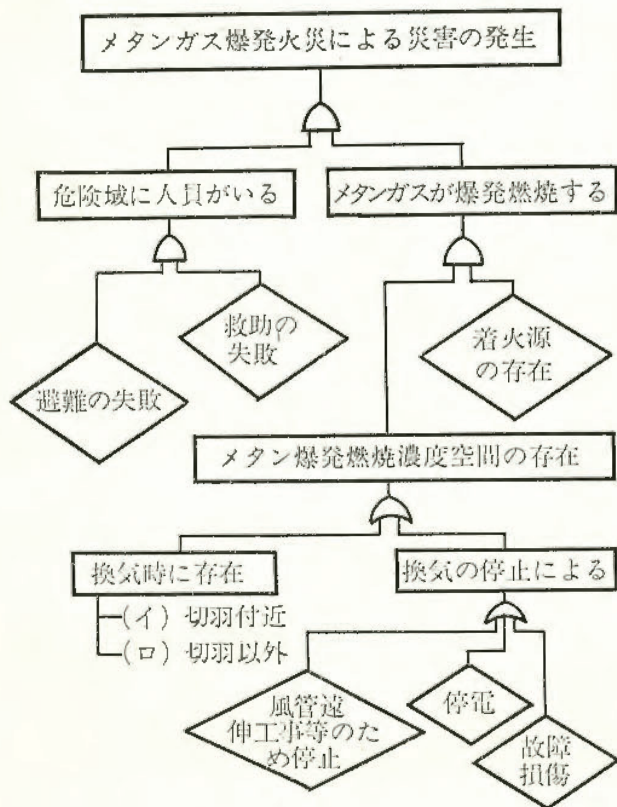 メタンガス爆発火災による災害の発生
危険域に人員がいる
メタンガスが爆発燃焼する
救助の
失敗
避難の失敗
着火源
の存在
メタン爆発燃焼濃度空間の存在
換気時に存在
換気の停止による
(イ) 切羽付近
(ロ) 切羽以外
風管遠
伸工事等のた
め停止
停電
故障
損傷